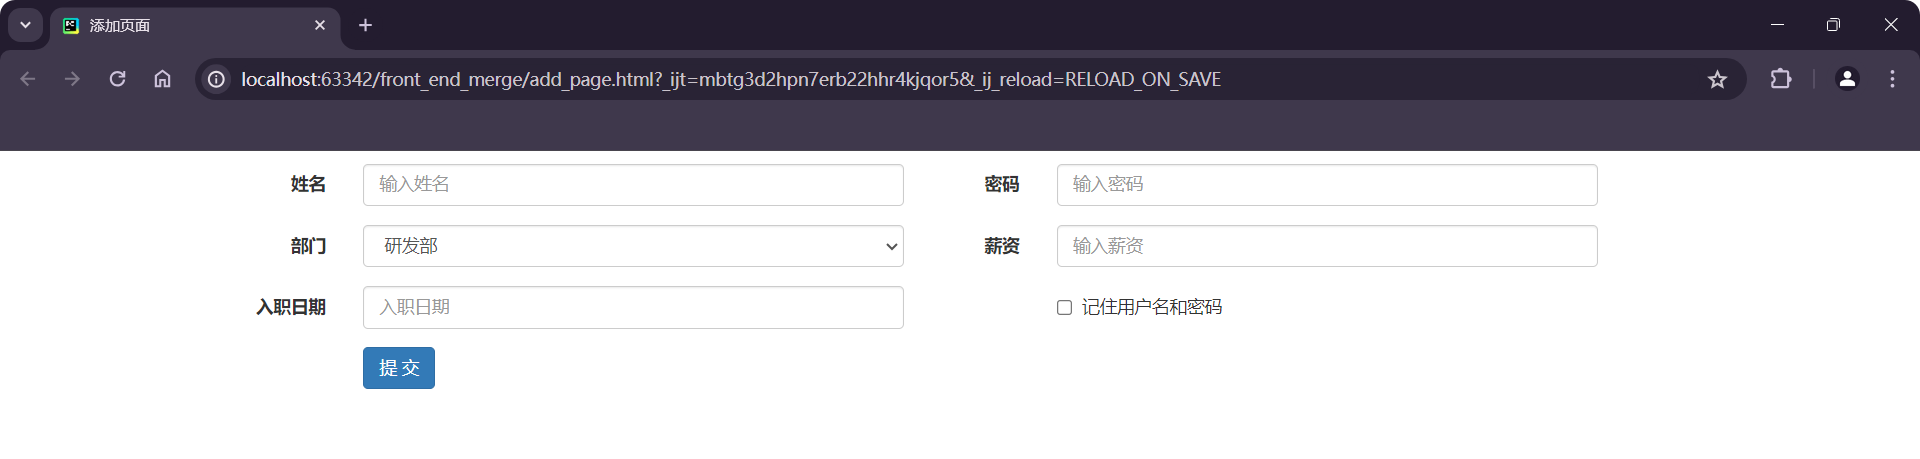 添加页面
localhost:63342/front_end_merge/add_page.html?_ijt=mbtg3d2hpn7erb22hhr4kjqor5&_ij_reload=RELOAD_ON_SAVE
姓名 输入姓名 密码 输入密码
部门 研发部 薪资 输入薪资
入职日期 入职日期 记住用户名和密码
提 交